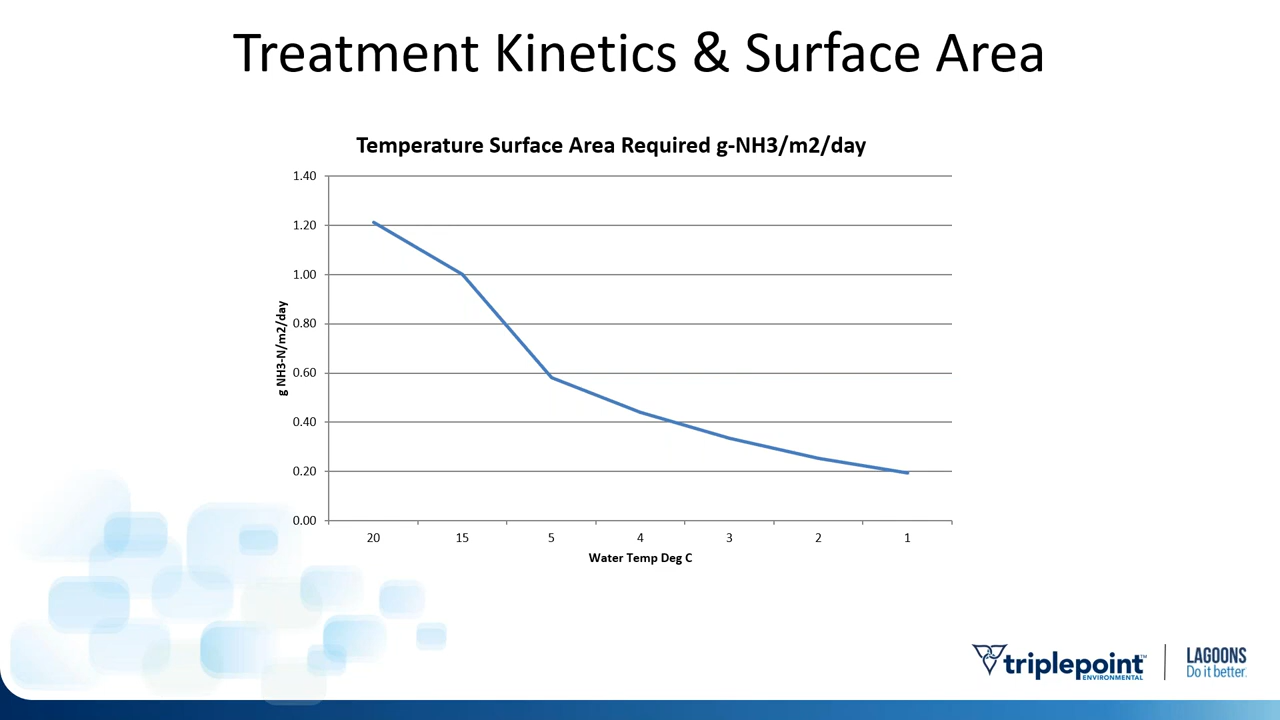 Treatment Kinetics & Surface Area
Temperature Surface Area Required g-NH3/m2/day
1.40
1.20
1.00
0.80
0.60
0.40
0.20
0.00
g NH3-N/m2/day
20 15 5 4 3 2 1
Water Temp Deg C
triplepoint™
ENVIRONMENTAL
LAGOONS
Do it better.